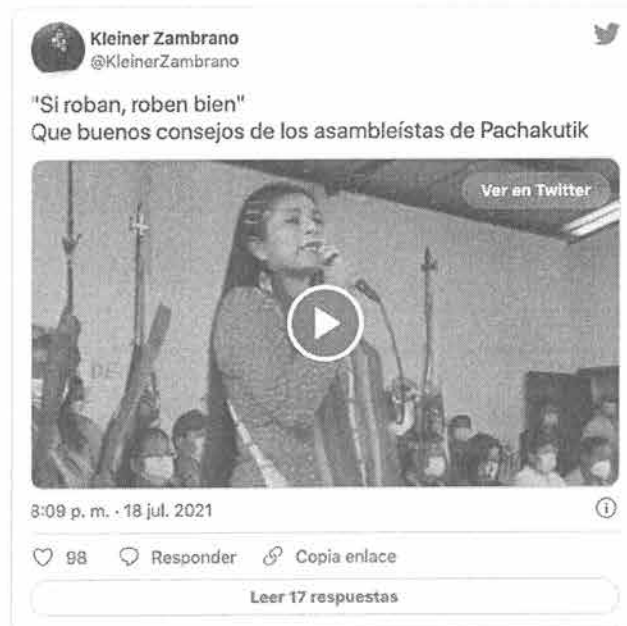 Kleiner Zambrano
@KleinerZambrano
"Si roban, roben bien"
Que buenos consejos de los asambleístas de Pachakutik
Ver en Twitter
DE
8:09 p. m. · 18 jul. 2021
98
Responder
Copia enlace
Leer 17 respuestas